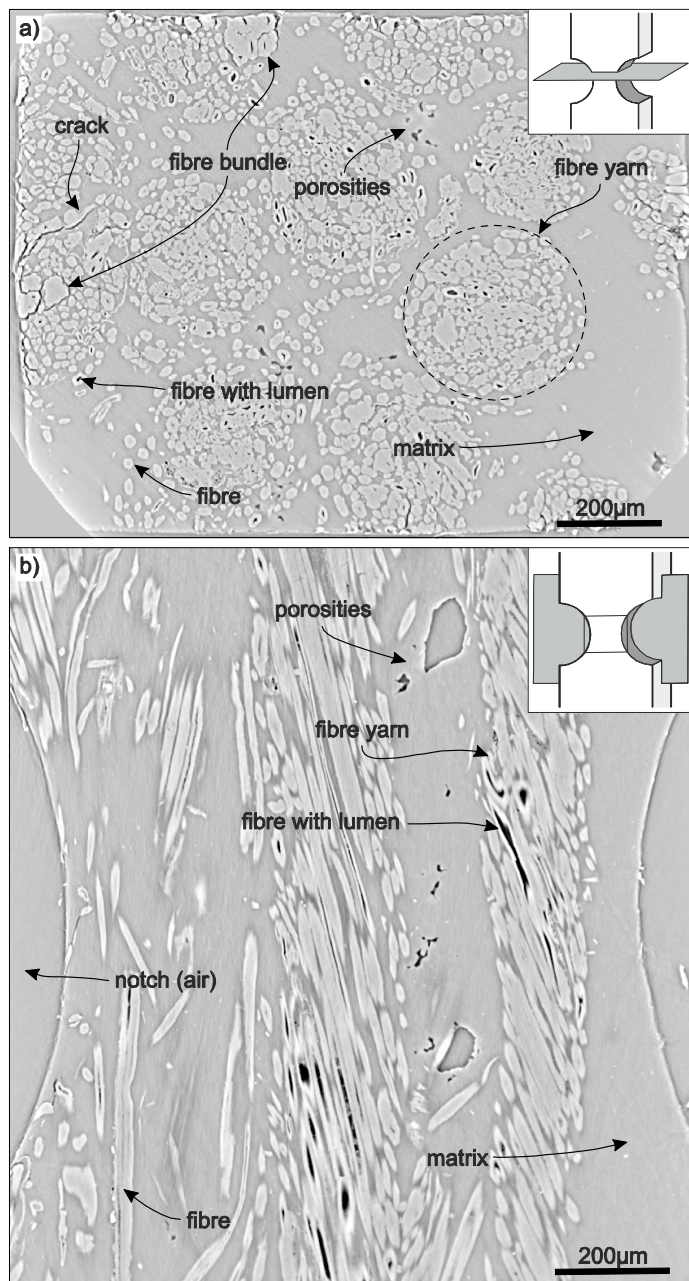 a)
crack
fibre bundle
porosities
fibre yarn
fibre with lumen
matrix
fibre
200µm
b)
porosities
fibre yarn
fibre with lumen
notch (air)
matrix
fibre
200µm